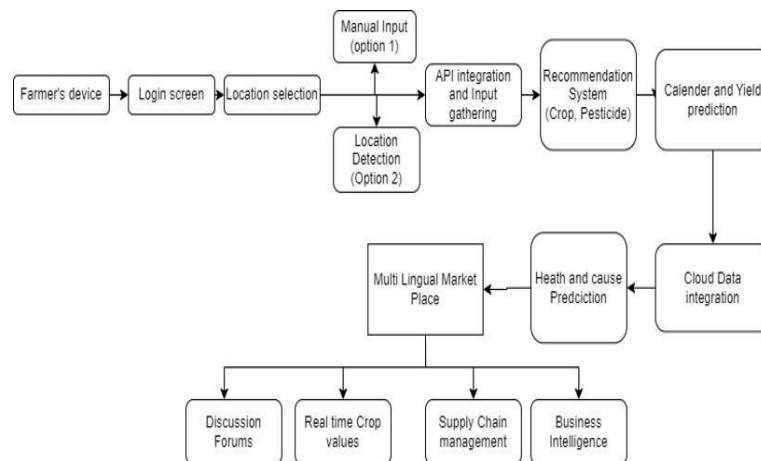 Manual Input
(option 1)
Farmer's device
Login screen
Location selection
API integration
and Input
gathering
Recommendation
System
(Crop, Pesticide)
Calender and Yield
prediction
Location
Detection
(Option 2)
Multi Lingual Market
Place
Heath and cause
Predciction
Cloud Data
integration
Discussion
Forums
Real time Crop
values
Supply Chain
management
Business
Intelligence